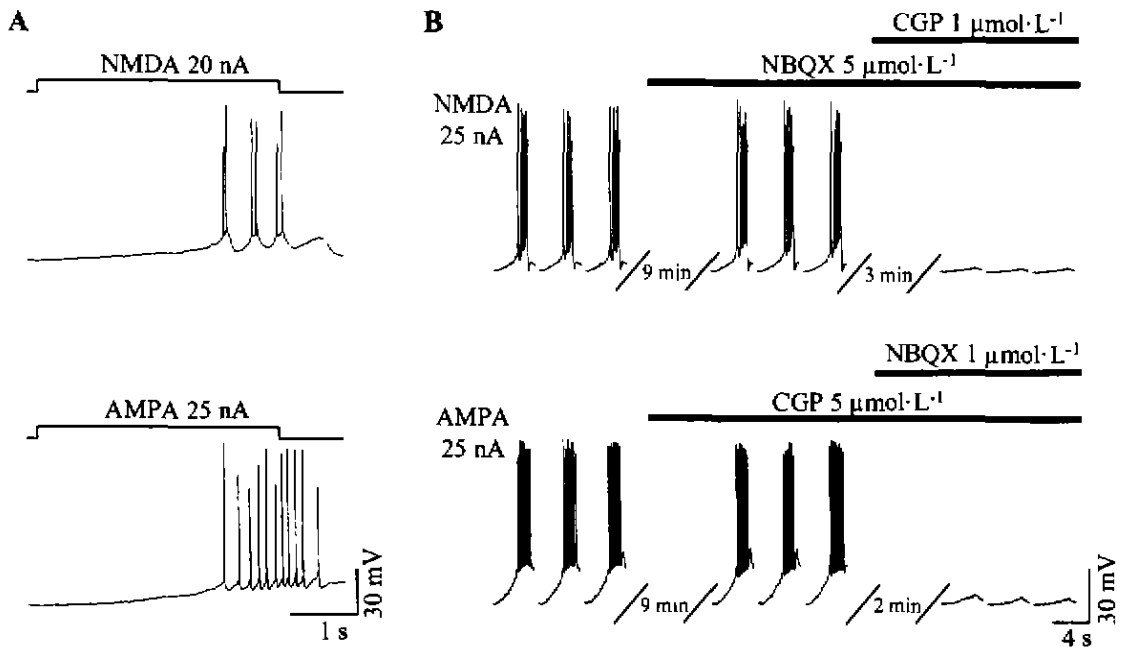 A
NMDA 20 nA
AMPA 25 nA
30 mV
1 s
B
CGP 1 μmol·L⁻¹
NBQX 5 μmol·L⁻¹
NMDA
25 nA
9 min
3 min
NBQX 1 μmol·L⁻¹
CGP 5 μmol·L⁻¹
AMPA
25 nA
9 min
2 min
30 mV
4 s